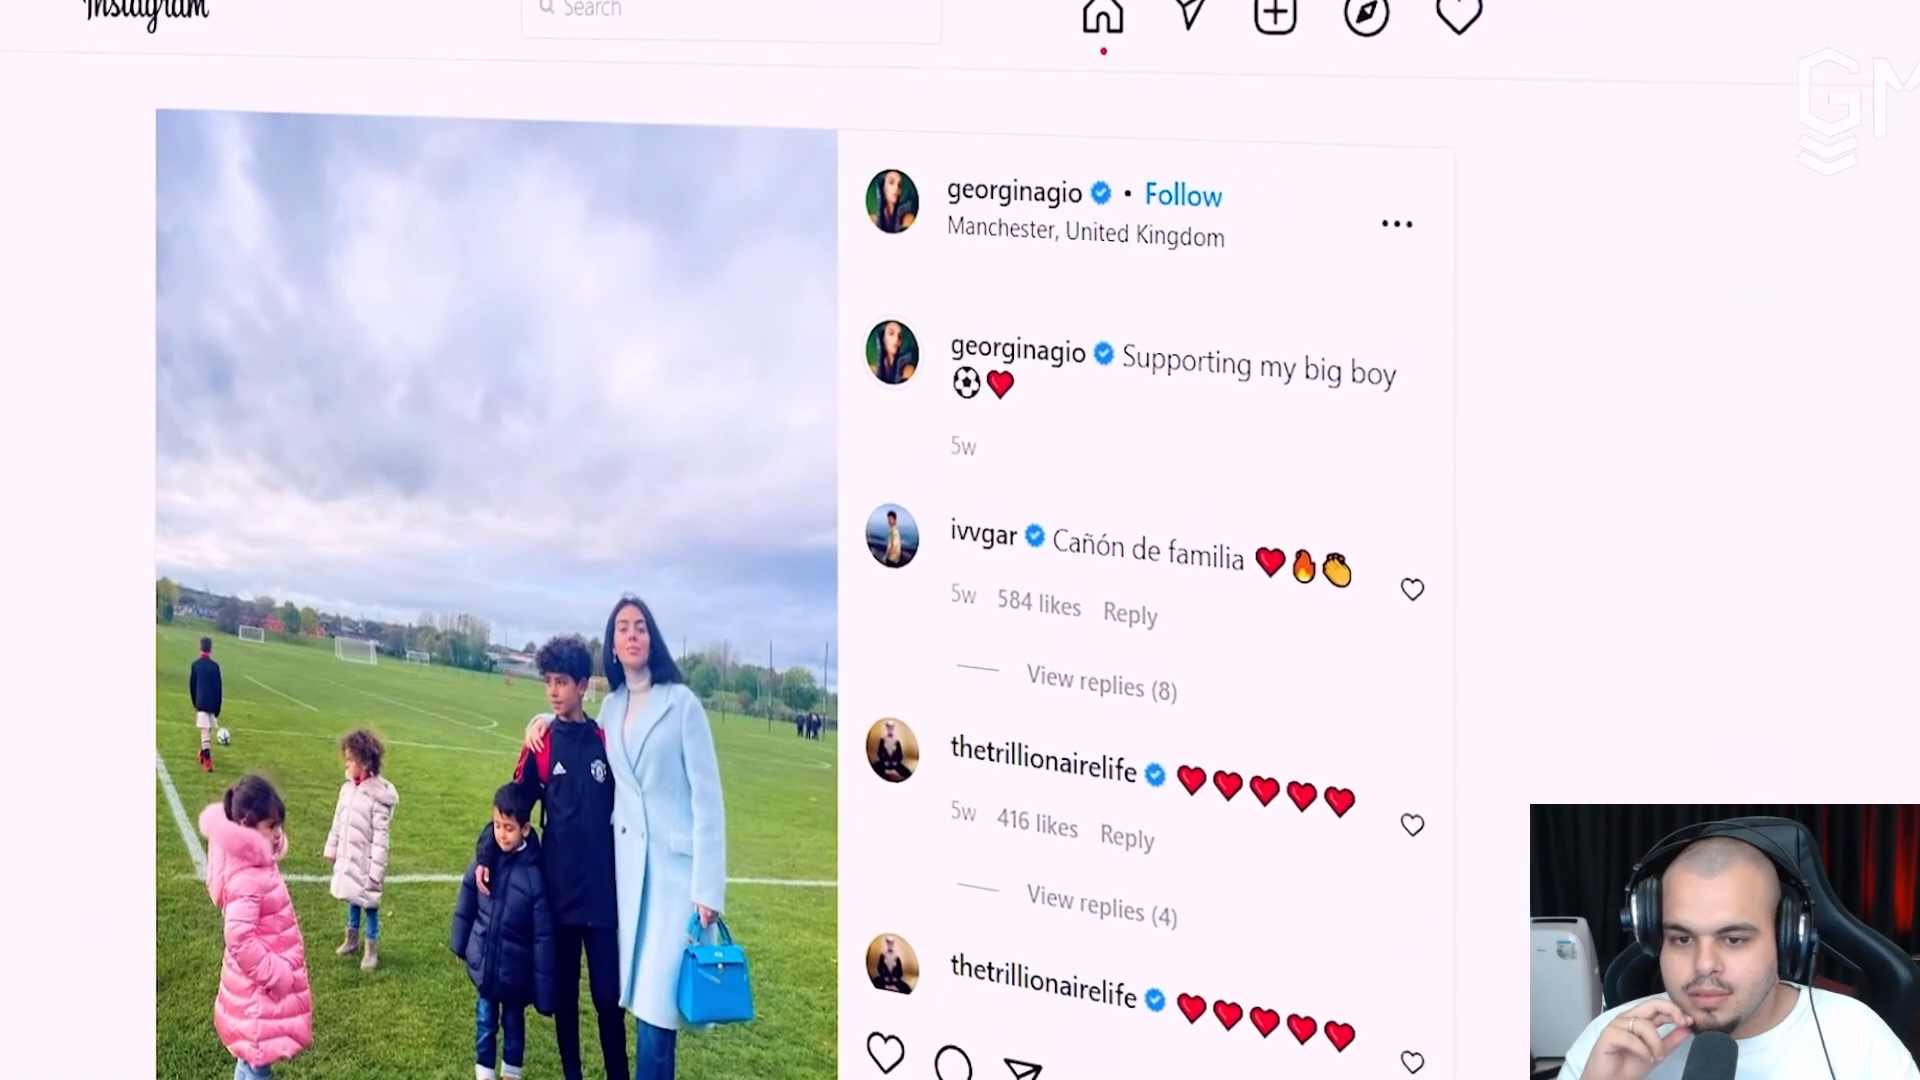 Instagram
Search
GM
georginagio • Follow
Manchester, United Kingdom
georginagio Supporting my big boy
⚽❤️
5w
ivvgar Cañón de familia ❤️🔥👏
5w 584 likes Reply
View replies (8)
thetrillionairelife ❤️❤️❤️❤️❤️
5w 416 likes Reply
View replies (4)
thetrillionairelife ❤️❤️❤️❤️❤️